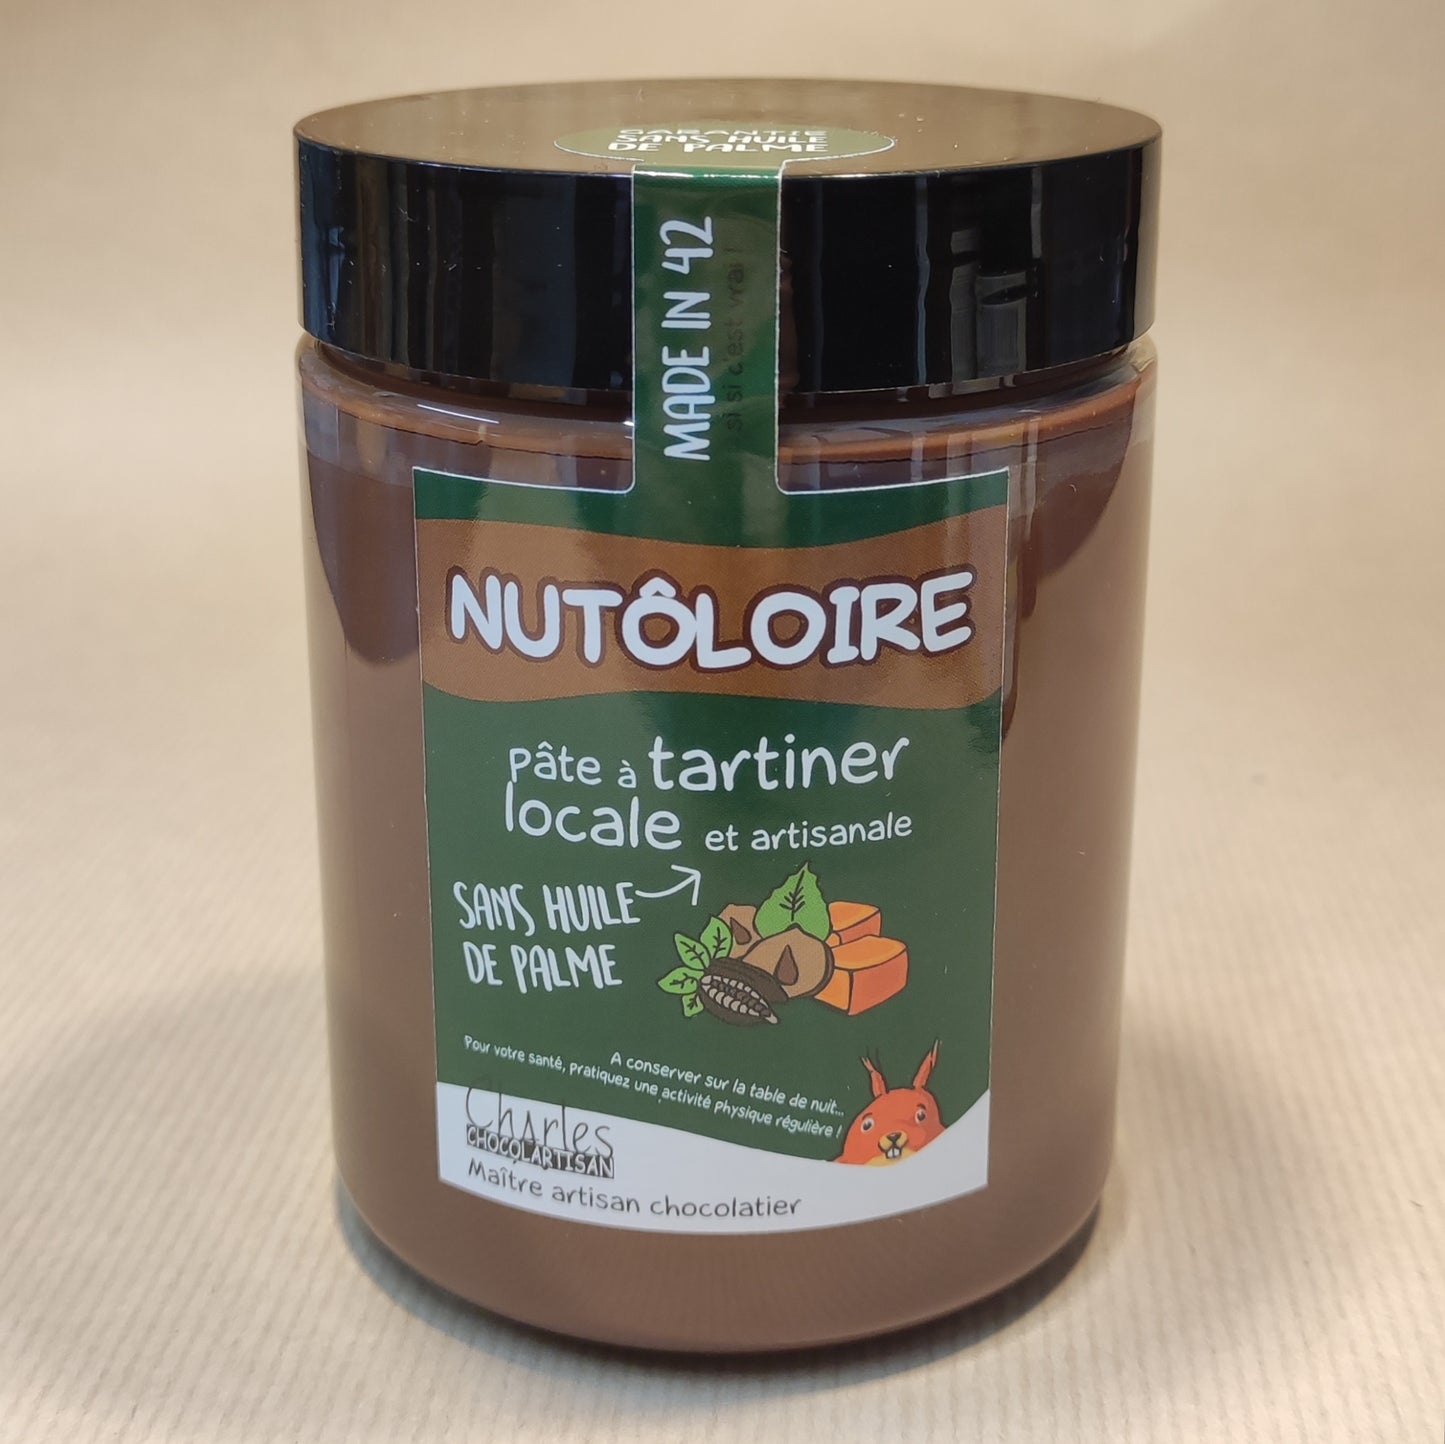 GARANTIE
SANS HUILE
DE PALME
MADE IN 42
...si si c'est vrai !
NUTÔLOIRE
Pâte à tartiner
locale et artisanale
SANS HUILE
DE PALME
A conserver sur la table de nuit...
Pour votre santé, pratiquez une activité physique régulière !
Charles
CHOCOLARTISAN
Maître artisan chocolatier